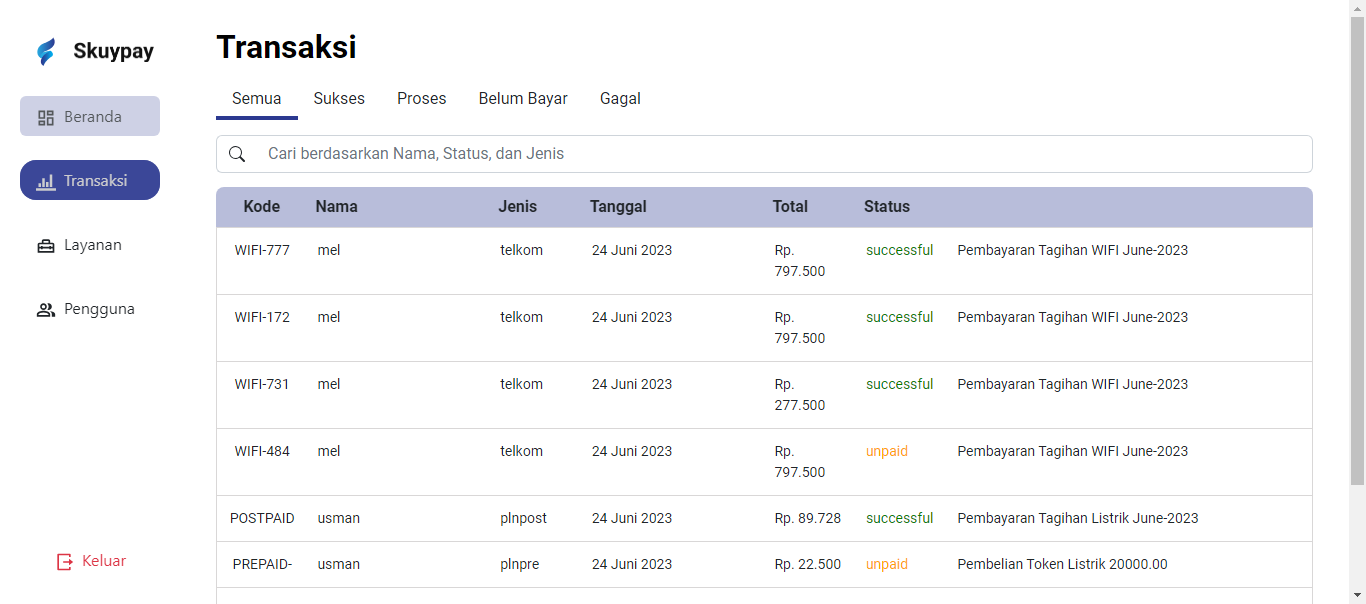 Skuypay
Beranda
Transaksi
Layanan
Pengguna
Keluar
Transaksi
Semua Sukses Proses Belum Bayar Gagal
Cari berdasarkan Nama, Status, dan Jenis
Kode Nama Jenis Tanggal Total Status
WIFI-777 mel telkom 24 Juni 2023 Rp. 797.500 successful Pembayaran Tagihan WIFI June-2023
WIFI-172 mel telkom 24 Juni 2023 Rp. 797.500 successful Pembayaran Tagihan WIFI June-2023
WIFI-731 mel telkom 24 Juni 2023 Rp. 277.500 successful Pembayaran Tagihan WIFI June-2023
WIFI-484 mel telkom 24 Juni 2023 Rp. 797.500 unpaid Pembayaran Tagihan WIFI June-2023
POSTPAID usman plnpost 24 Juni 2023 Rp. 89.728 successful Pembayaran Tagihan Listrik June-2023
PREPAID- usman plnpre 24 Juni 2023 Rp. 22.500 unpaid Pembelian Token Listrik 20000.00